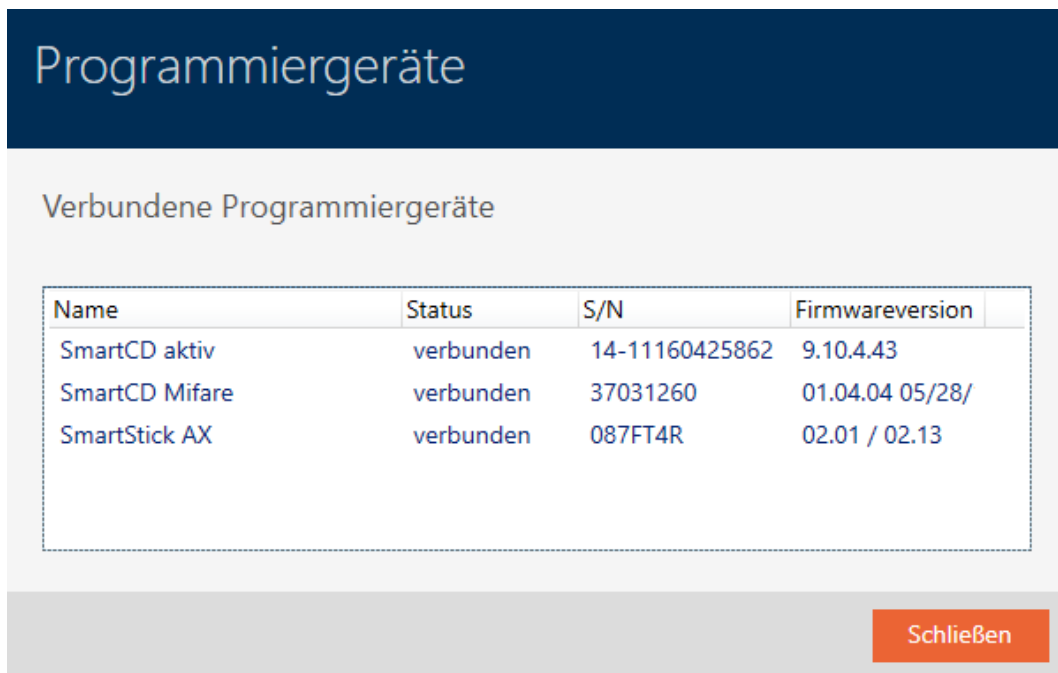 Programmiergeräte
Verbundene Programmiergeräte
Name Status S/N Firmwareversion
SmartCD aktiv verbunden 14-11160425862 9.10.4.43
SmartCD Mifare verbunden 37031260 01.04.04 05/28/
SmartStick AX verbunden 087FT4R 02.01 / 02.13
Schließen